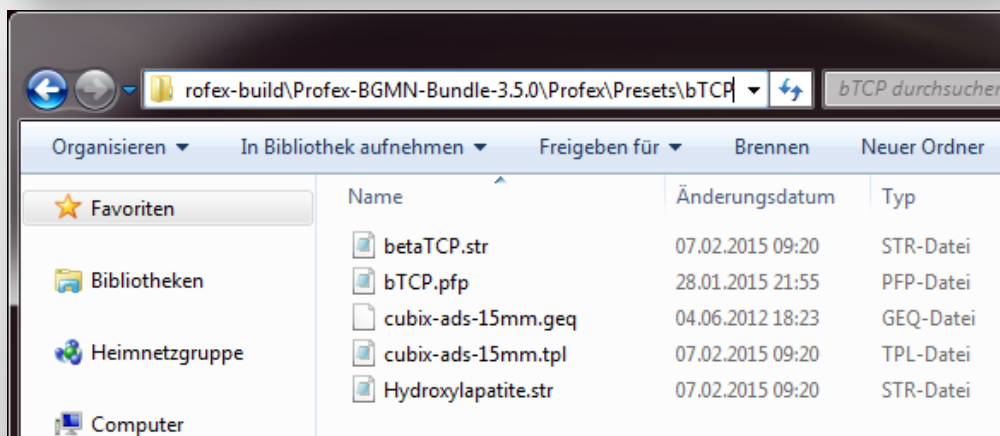 rofex-build\Profex-BGMN-Bundle-3.5.0\Profex\Presets\bTCP bTCP durchsuchen
Organisieren In Bibliothek aufnehmen Freigeben für Brennen Neuer Ordner
Favoriten Name Änderungsdatum Typ
betaTCP.str 07.02.2015 09:20 STR-Datei
Bibliotheken bTCP.pfp 28.01.2015 21:55 PFP-Datei
cubix-ads-15mm.geq 04.06.2012 18:23 GEQ-Datei
Heimnetzgruppe cubix-ads-15mm.tpl 07.02.2015 09:20 TPL-Datei
Hydroxylapatite.str 07.02.2015 09:20 STR-Datei
Computer